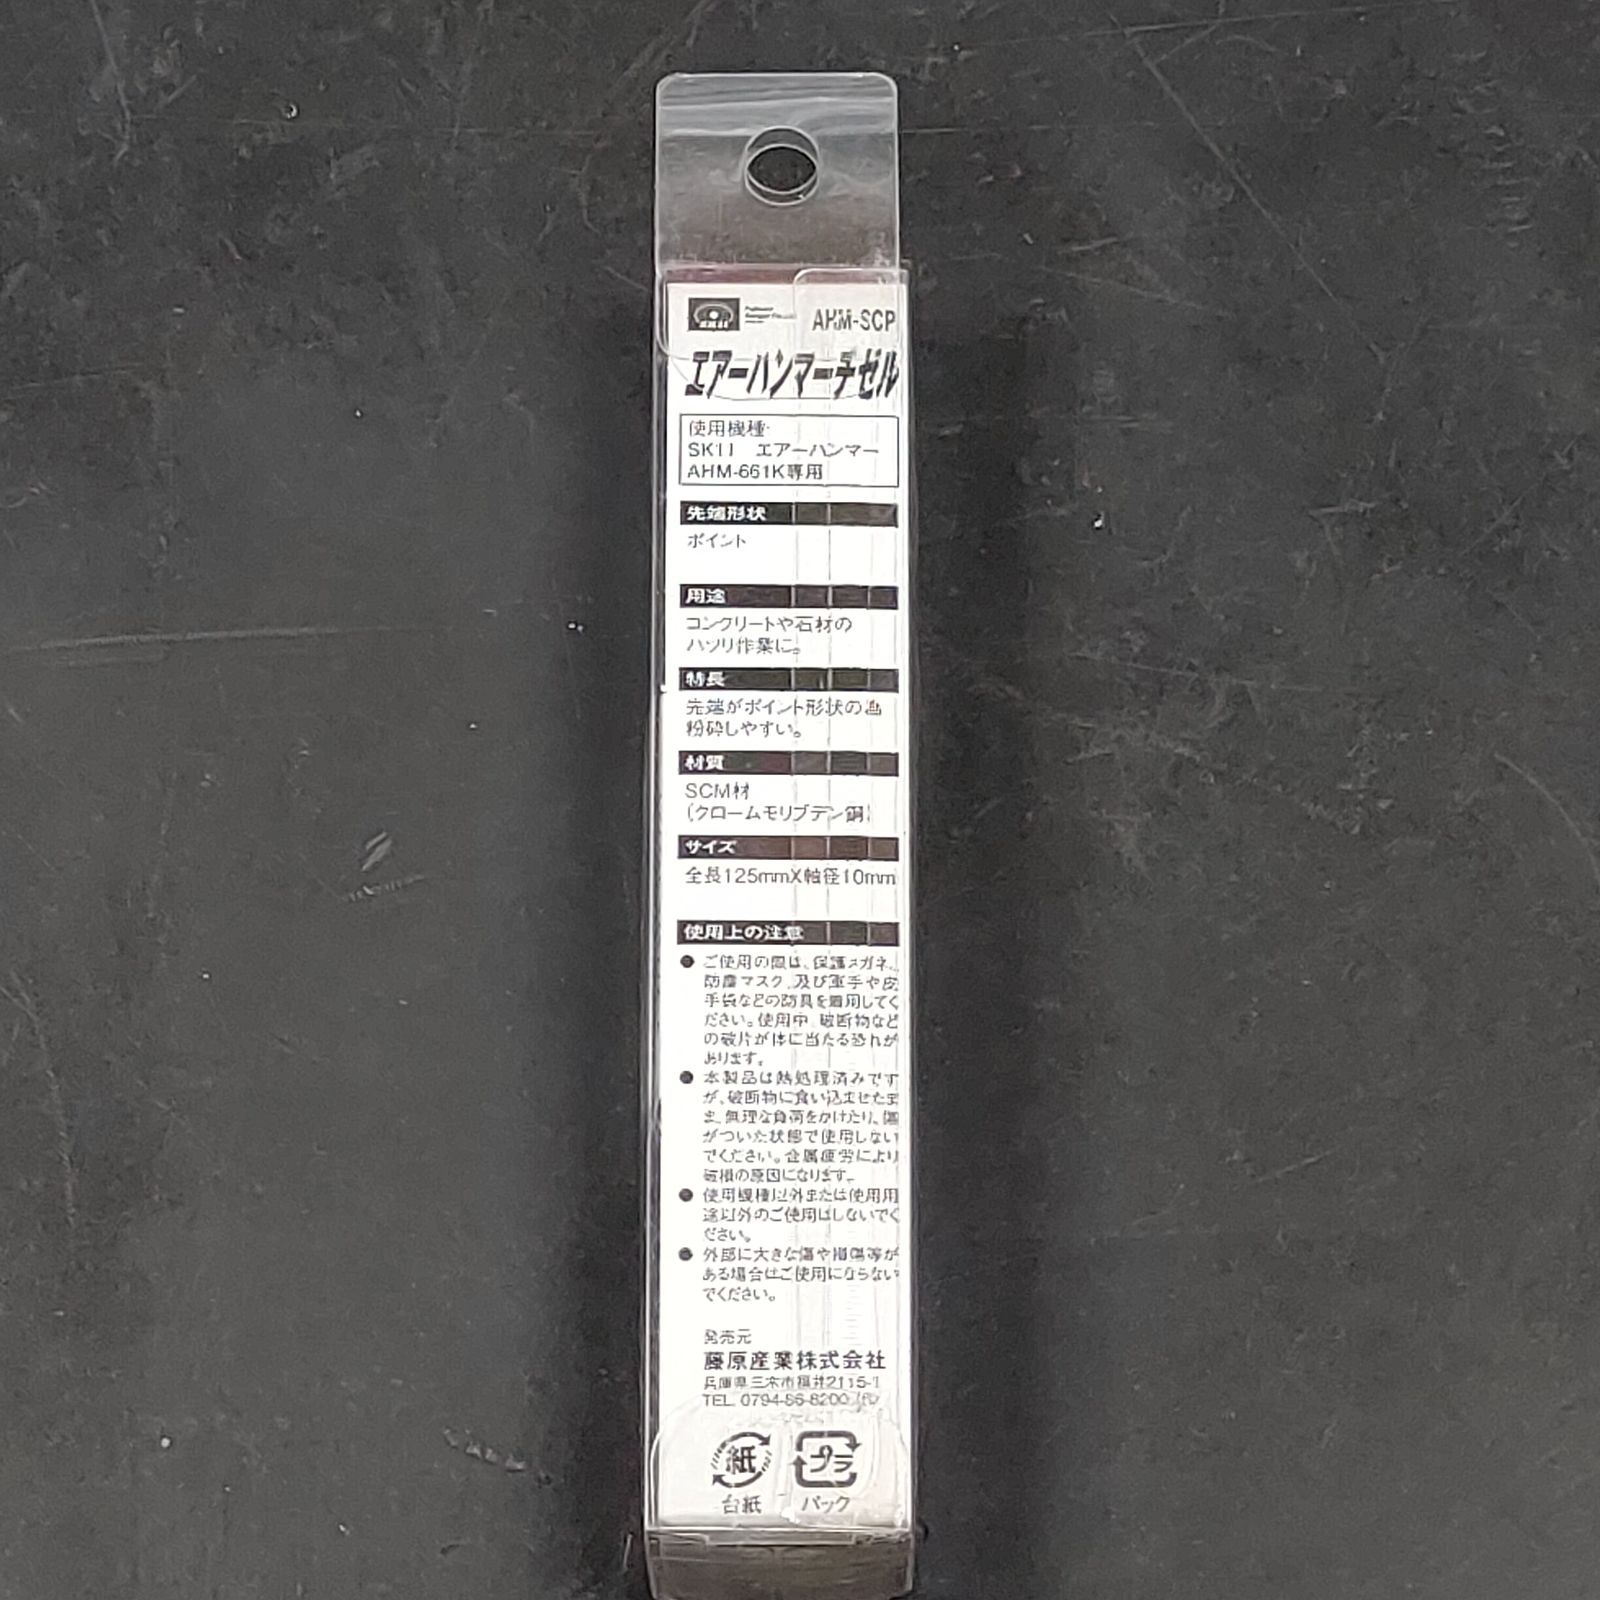 SK11
AHM-SCP
エアーハンマーチゼル
使用機種
SK11 エアーハンマー
AHM-661K専用
先端形状
ポイント
用途
コンクリートや石材の
ハツリ作業に。
特長
先端がポイント形状の為
粉砕しやすい。
材質
SCM材
(クロームモリブデン鋼)
サイズ
全長125mmX軸径10mm
使用上の注意
● ご使用の際は、保護メガネ、
防塵マスク、及び軍手や皮
手袋などの防具を着用してく
ださい。使用中、破断物など
の破片が体に当たる恐れが
あります。
● 本製品は熱処理済みです
が、破断物に食い込ませたま
ま、無理な負荷をかけたり、傷
がついた状態で使用しない
でください。金属疲労により
破損の原因になります。
● 使用機種以外または使用用
途以外のご使用はしないでく
ださい。
● 外部に大きな傷や損傷等が
ある場合はご使用にならない
でください。
発売元
藤原産業株式会社
兵庫県三木市福井2115-1
TEL. 0794-86-8200
紙 プラ
台紙 パック